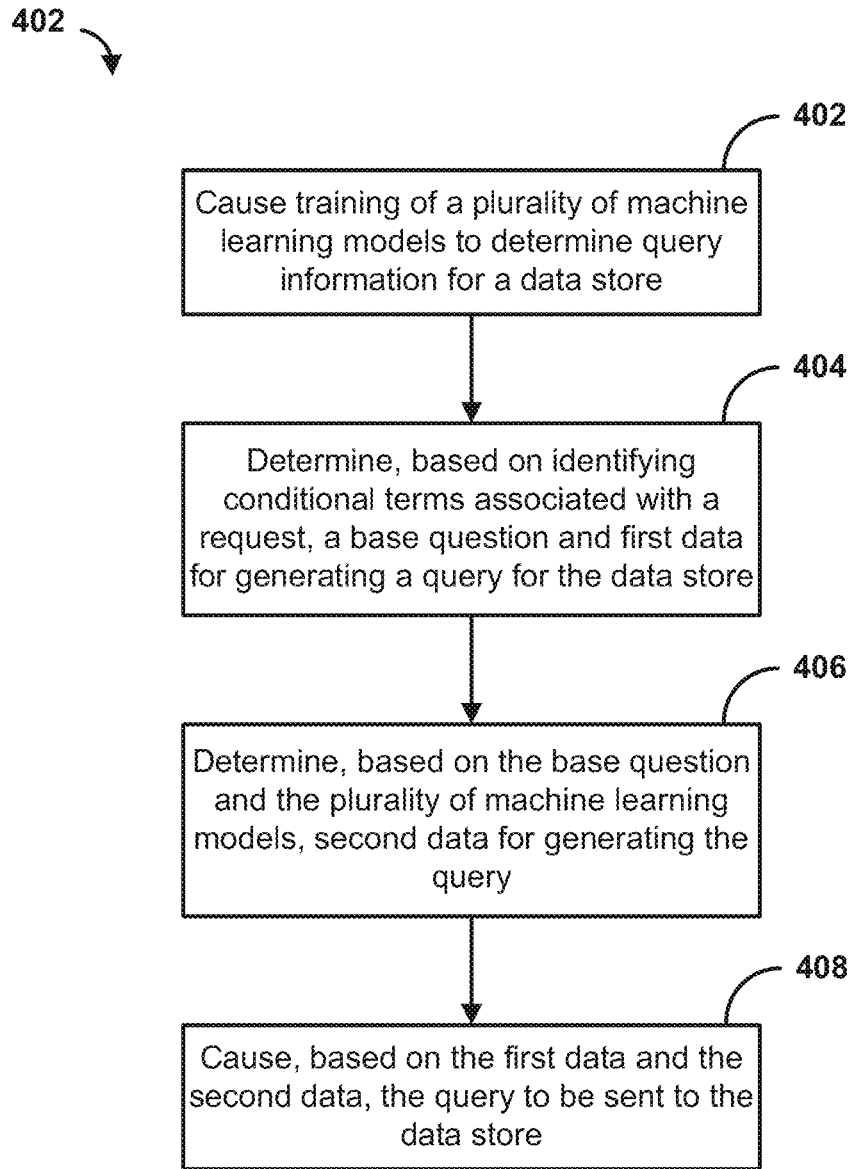 402
402
Cause training of a plurality of machine
learning models to determine query
information for a data store
404
Determine, based on identifying
conditional terms associated with a
request, a base question and first data
for generating a query for the data store
406
Determine, based on the base question
and the plurality of machine learning
models, second data for generating the
query
408
Cause, based on the first data and the
second data, the query to be sent to the
data store